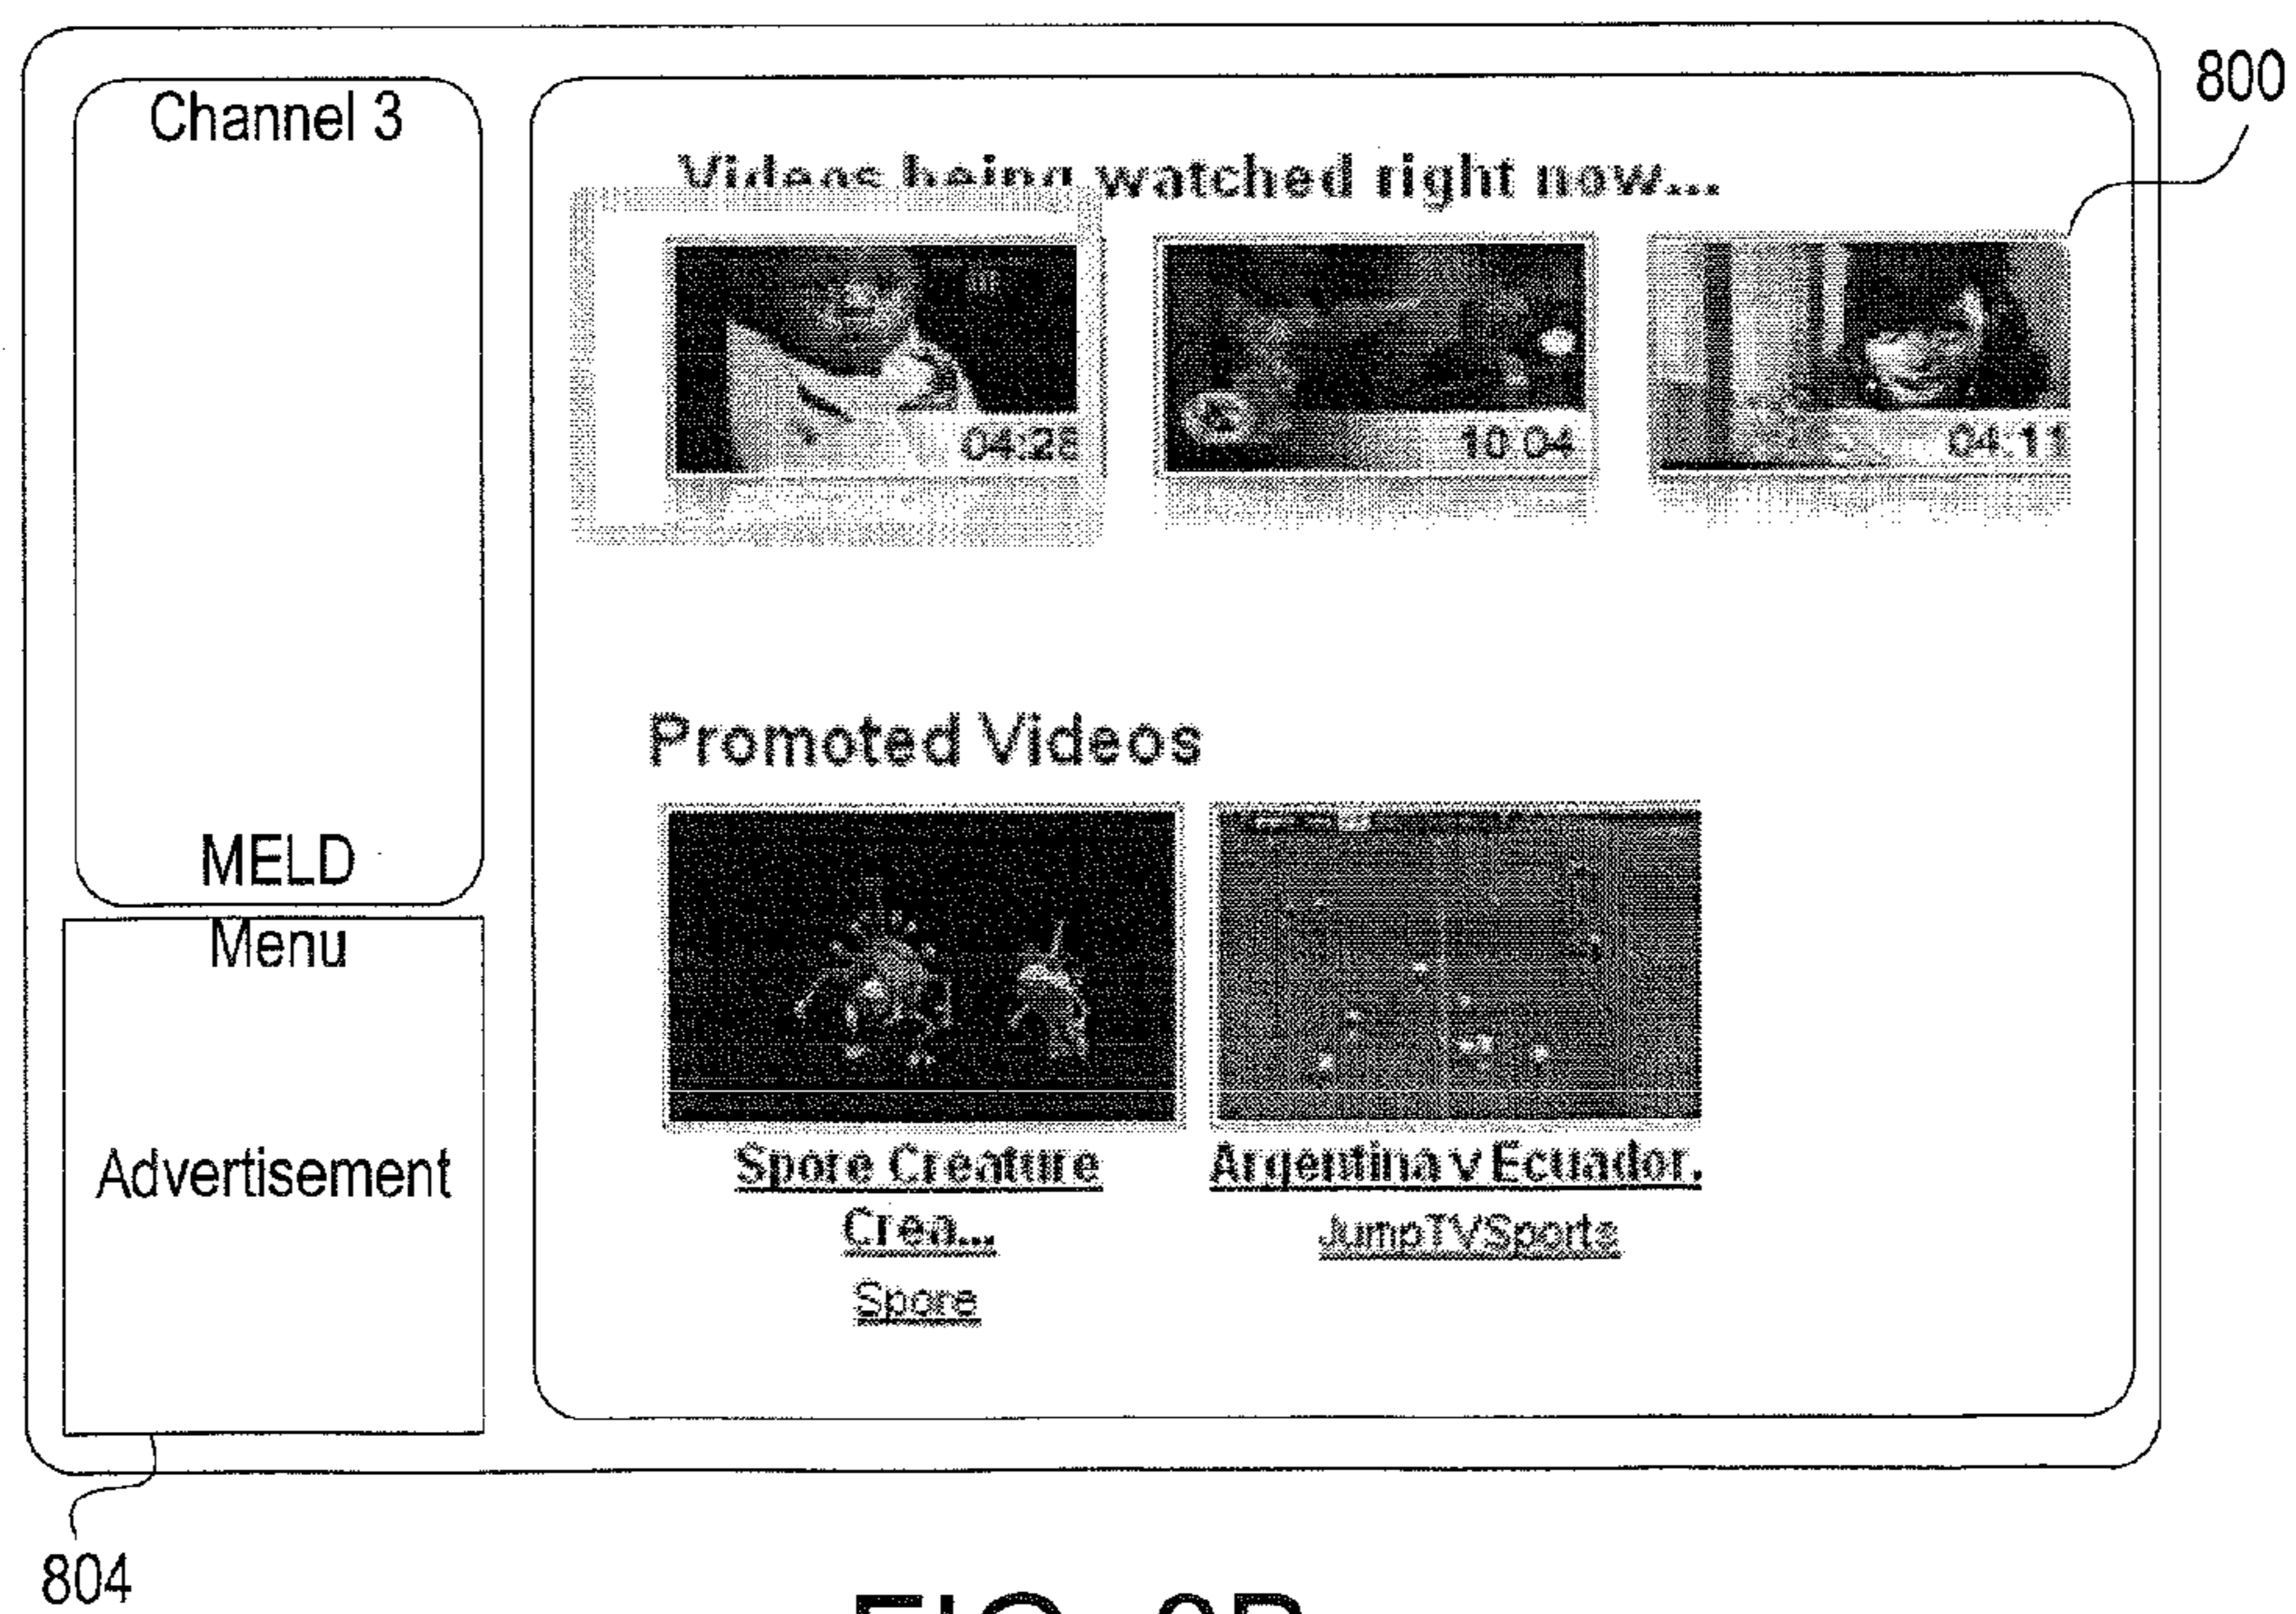 800
Channel 3
Videos being watched right now...
04:28
10:04
04:11
MELD
Menu
Advertisement
Promoted Videos
Spore Creature
Crea...
Spore
Argentina v Ecuador.
JumpTVSports
804